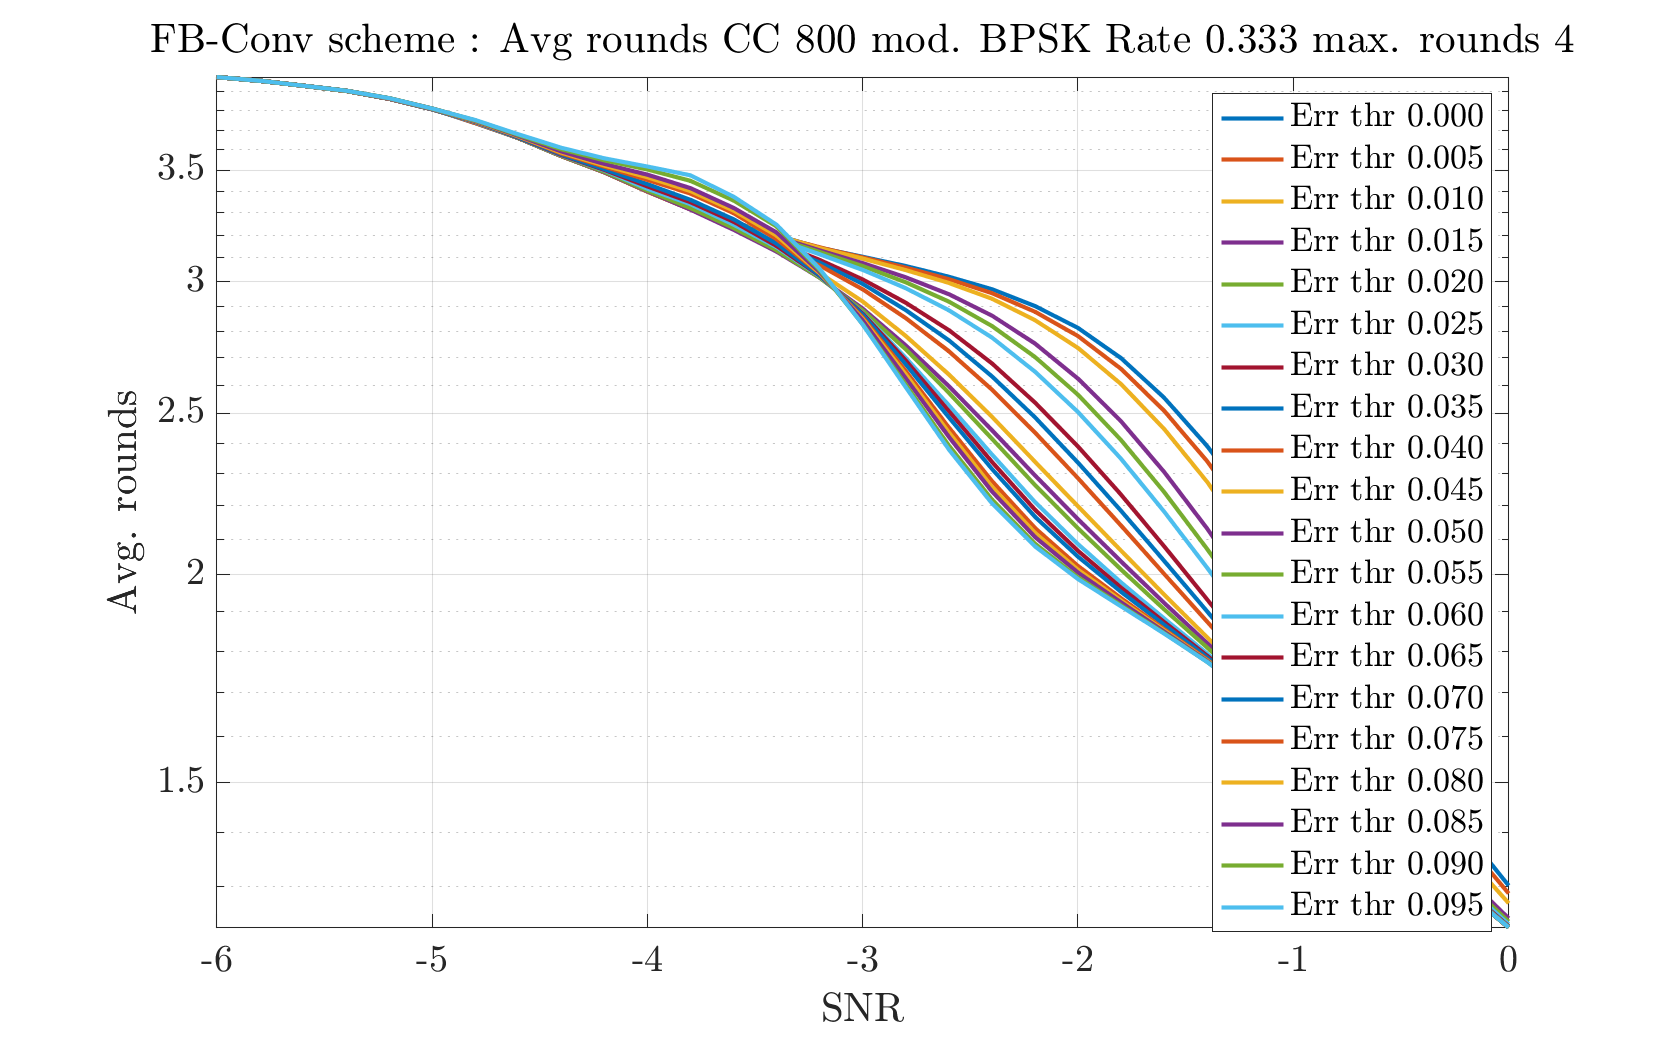 FB-Conv scheme : Avg rounds CC 800 mod. BPSK Rate 0.333 max. rounds 4
Avg. rounds
3.5
3
2.5
2
1.5
-6 -5 -4 -3 -2 -1 0
SNR
Err thr 0.000
Err thr 0.005
Err thr 0.010
Err thr 0.015
Err thr 0.020
Err thr 0.025
Err thr 0.030
Err thr 0.035
Err thr 0.040
Err thr 0.045
Err thr 0.050
Err thr 0.055
Err thr 0.060
Err thr 0.065
Err thr 0.070
Err thr 0.075
Err thr 0.080
Err thr 0.085
Err thr 0.090
Err thr 0.095